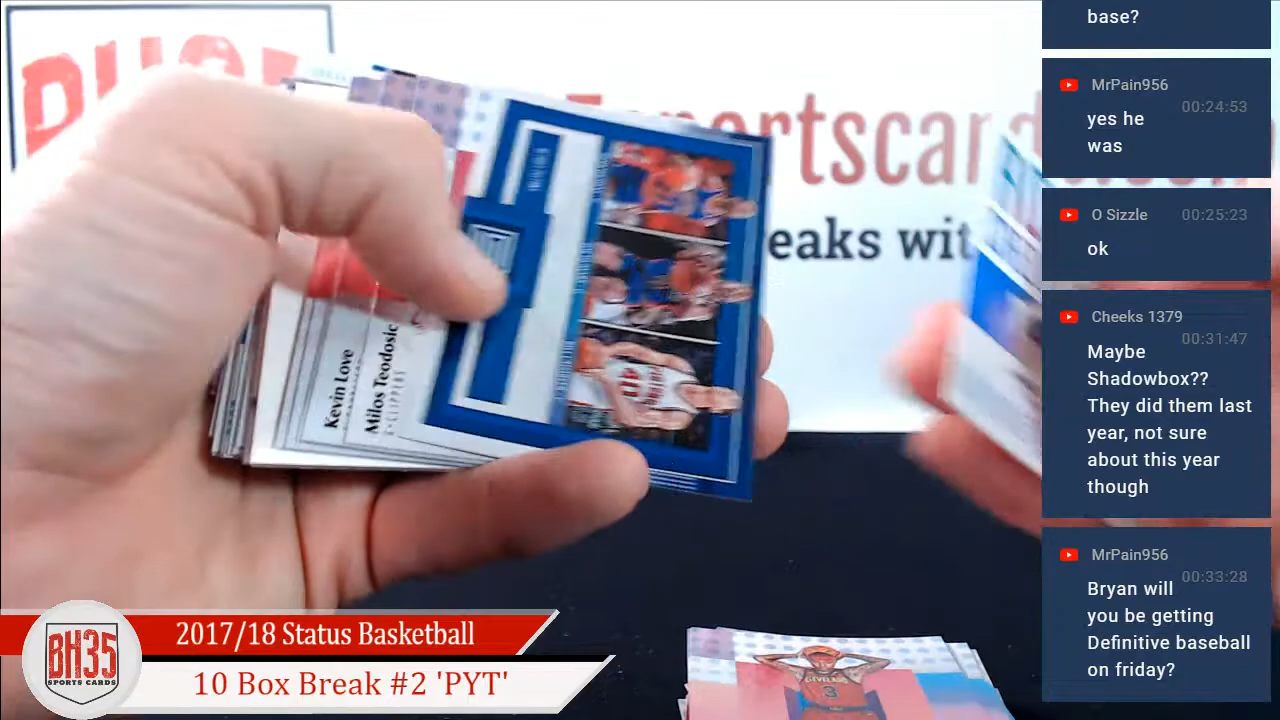 base?
MrPain956
00:24:53
yes he
was
O Sizzle 00:25:23
ok
Cheeks 1379
00:31:47
Maybe
Shadowbox??
They did them last
year, not sure
about this year
though
MrPain956
00:33:28
Bryan will
you be getting
Definitive baseball
on friday?
eaks wit
Kevin Love
Milos Teodosic
CLIPPERS
CLEVELAND
3
BH35
SPORTS CARDS
2017/18 Status Basketball
10 Box Break #2 'PYT'